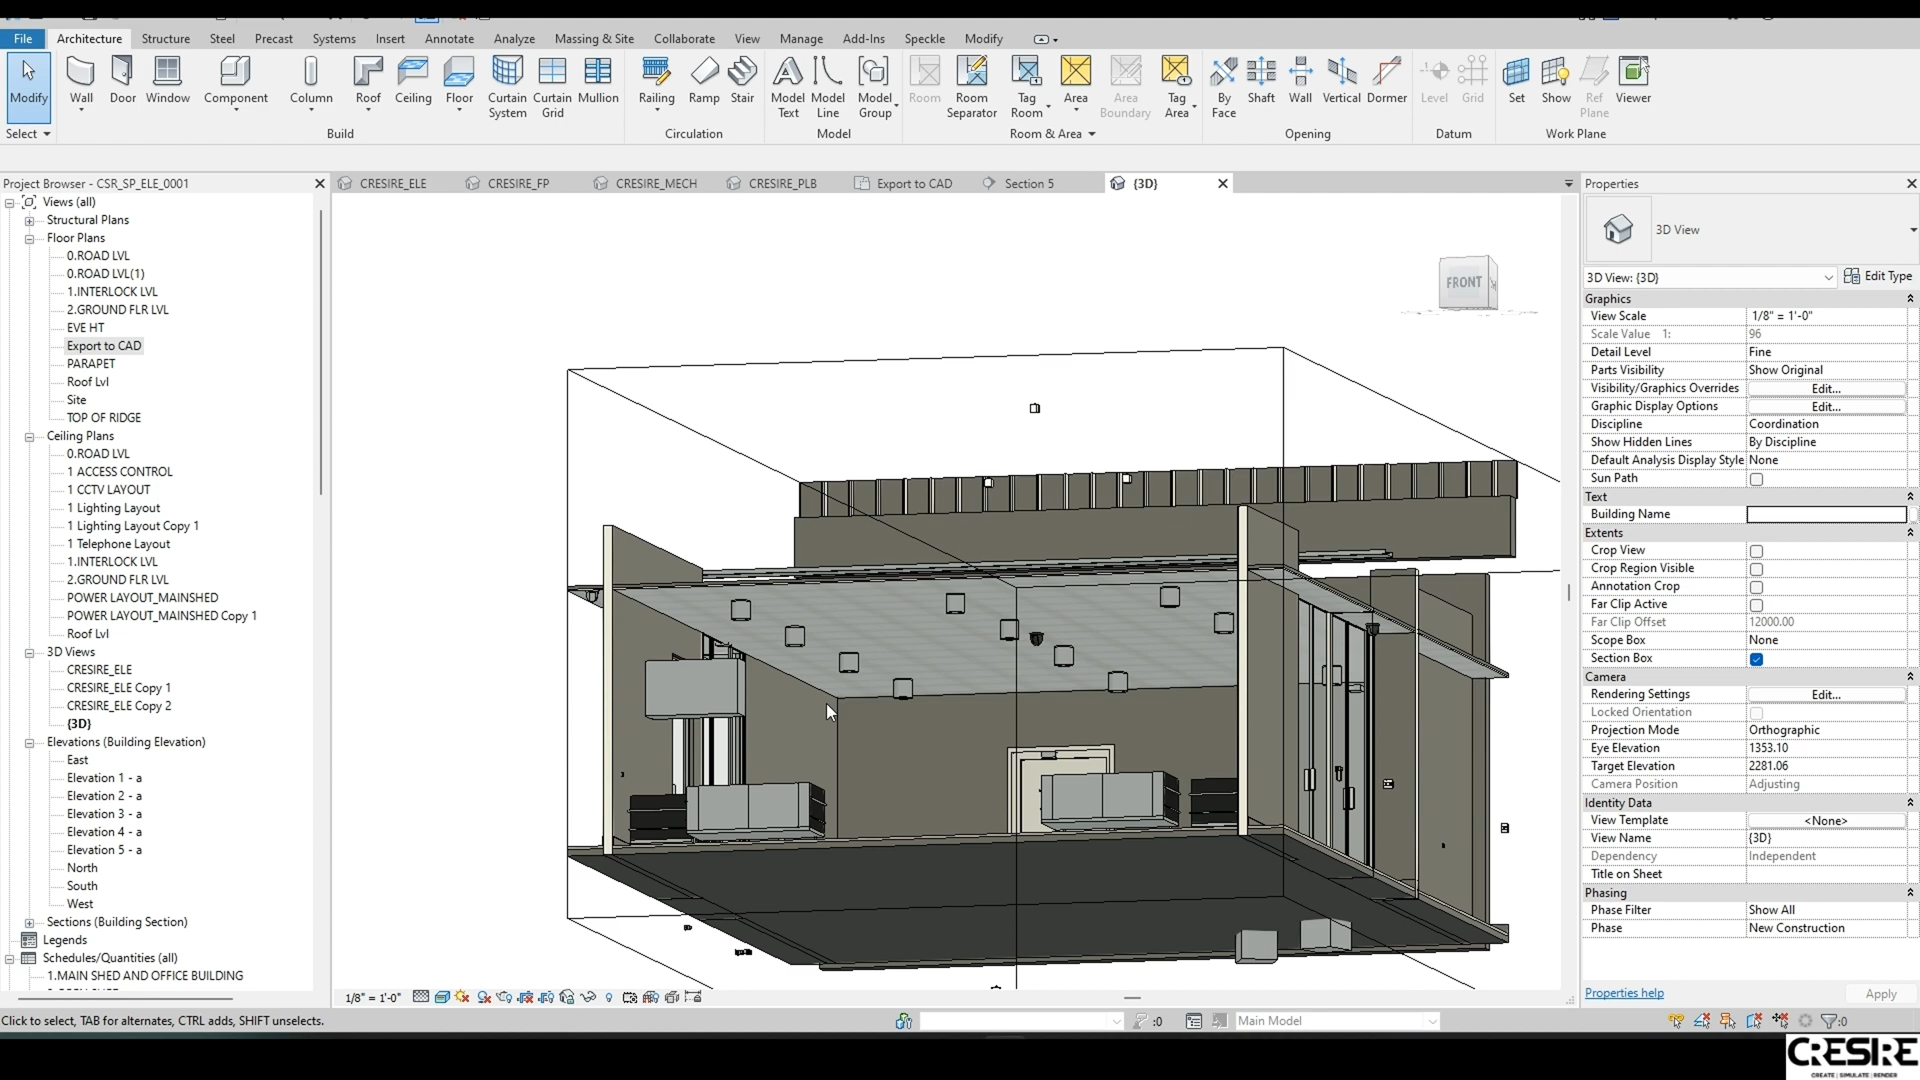 File Architecture Structure Steel Precast Systems Insert Annotate Analyze Massing & Site Collaborate View Manage Add-Ins Speckle Modify
Modify Wall Door Window Component Column Roof Ceiling Floor Curtain System Curtain Grid Mullion Railing Ramp Stair Model Text Model Line Model Group Room Room Separator Tag Room Area Area Boundary Tag Area By Face Shaft Wall Vertical Dormer Level Grid Set Show Ref Plane Viewer
Select Build Circulation Model Room & Area Opening Datum Work Plane
Project Browser - CSR_SP_ELE_0001
CRESIRE_ELE CRESIRE_FP CRESIRE_MECH CRESIRE_PLB Export to CAD Section 5 {3D}
Views (all)
Structural Plans
Floor Plans
0.ROAD LVL
0.ROAD LVL(1)
1.INTERLOCK LVL
2.GROUND FLR LVL
EVE HT
Export to CAD
PARAPET
Roof Lvl
Site
TOP OF RIDGE
Ceiling Plans
0.ROAD LVL
1 ACCESS CONTROL
1 CCTV LAYOUT
1 Lighting Layout
1 Lighting Layout Copy 1
1 Telephone Layout
1.INTERLOCK LVL
2.GROUND FLR LVL
POWER LAYOUT_MAINSHED
POWER LAYOUT_MAINSHED Copy 1
Roof Lvl
3D Views
CRESIRE_ELE
CRESIRE_ELE Copy 1
CRESIRE_ELE Copy 2
{3D}
Elevations (Building Elevation)
East
Elevation 1 - a
Elevation 2 - a
Elevation 3 - a
Elevation 4 - a
Elevation 5 - a
North
South
West
Sections (Building Section)
Legends
Schedules/Quantities (all)
1.MAIN SHED AND OFFICE BUILDING
FRONT
1/8" = 1'-0"
Properties
3D View
3D View: {3D} Edit Type
Graphics
View Scale 1/8" = 1'-0"
Scale Value 1: 96
Detail Level Fine
Parts Visibility Show Original
Visibility/Graphics Overrides Edit...
Graphic Display Options Edit...
Discipline Coordination
Show Hidden Lines By Discipline
Default Analysis Display Style None
Sun Path
Text
Building Name
Extents
Crop View
Crop Region Visible
Annotation Crop
Far Clip Active
Far Clip Offset 12000.00
Scope Box None
Section Box
Camera
Rendering Settings Edit...
Locked Orientation
Projection Mode Orthographic
Eye Elevation 1353.10
Target Elevation 2281.06
Camera Position Adjusting
Identity Data
View Template <None>
View Name {3D}
Dependency Independent
Title on Sheet
Phasing
Phase Filter Show All
Phase New Construction
Properties help Apply
Click to select, TAB for alternates, CTRL adds, SHIFT unselects.
:0 Main Model :0
CRESIRE
CREATE | SIMULATE | RENDER